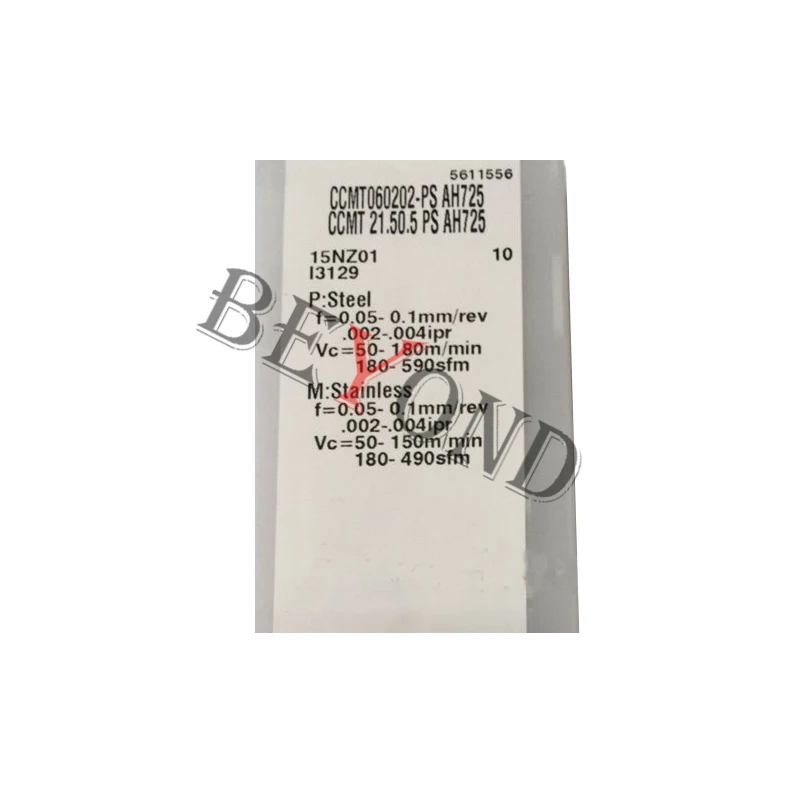 5611556
CCMT060202-PS AH725
CCMT 21.50.5 PS AH725
15NZ01 10
I3129
P:Steel
f=0.05- 0.1mm/rev
.002-.004ipr
Vc=50- 180m/min
180- 590sfm
M:Stainless
f=0.05- 0.1mm/rev
.002-.004ipr
Vc=50- 150m/min
180- 490sfm
BEYOND